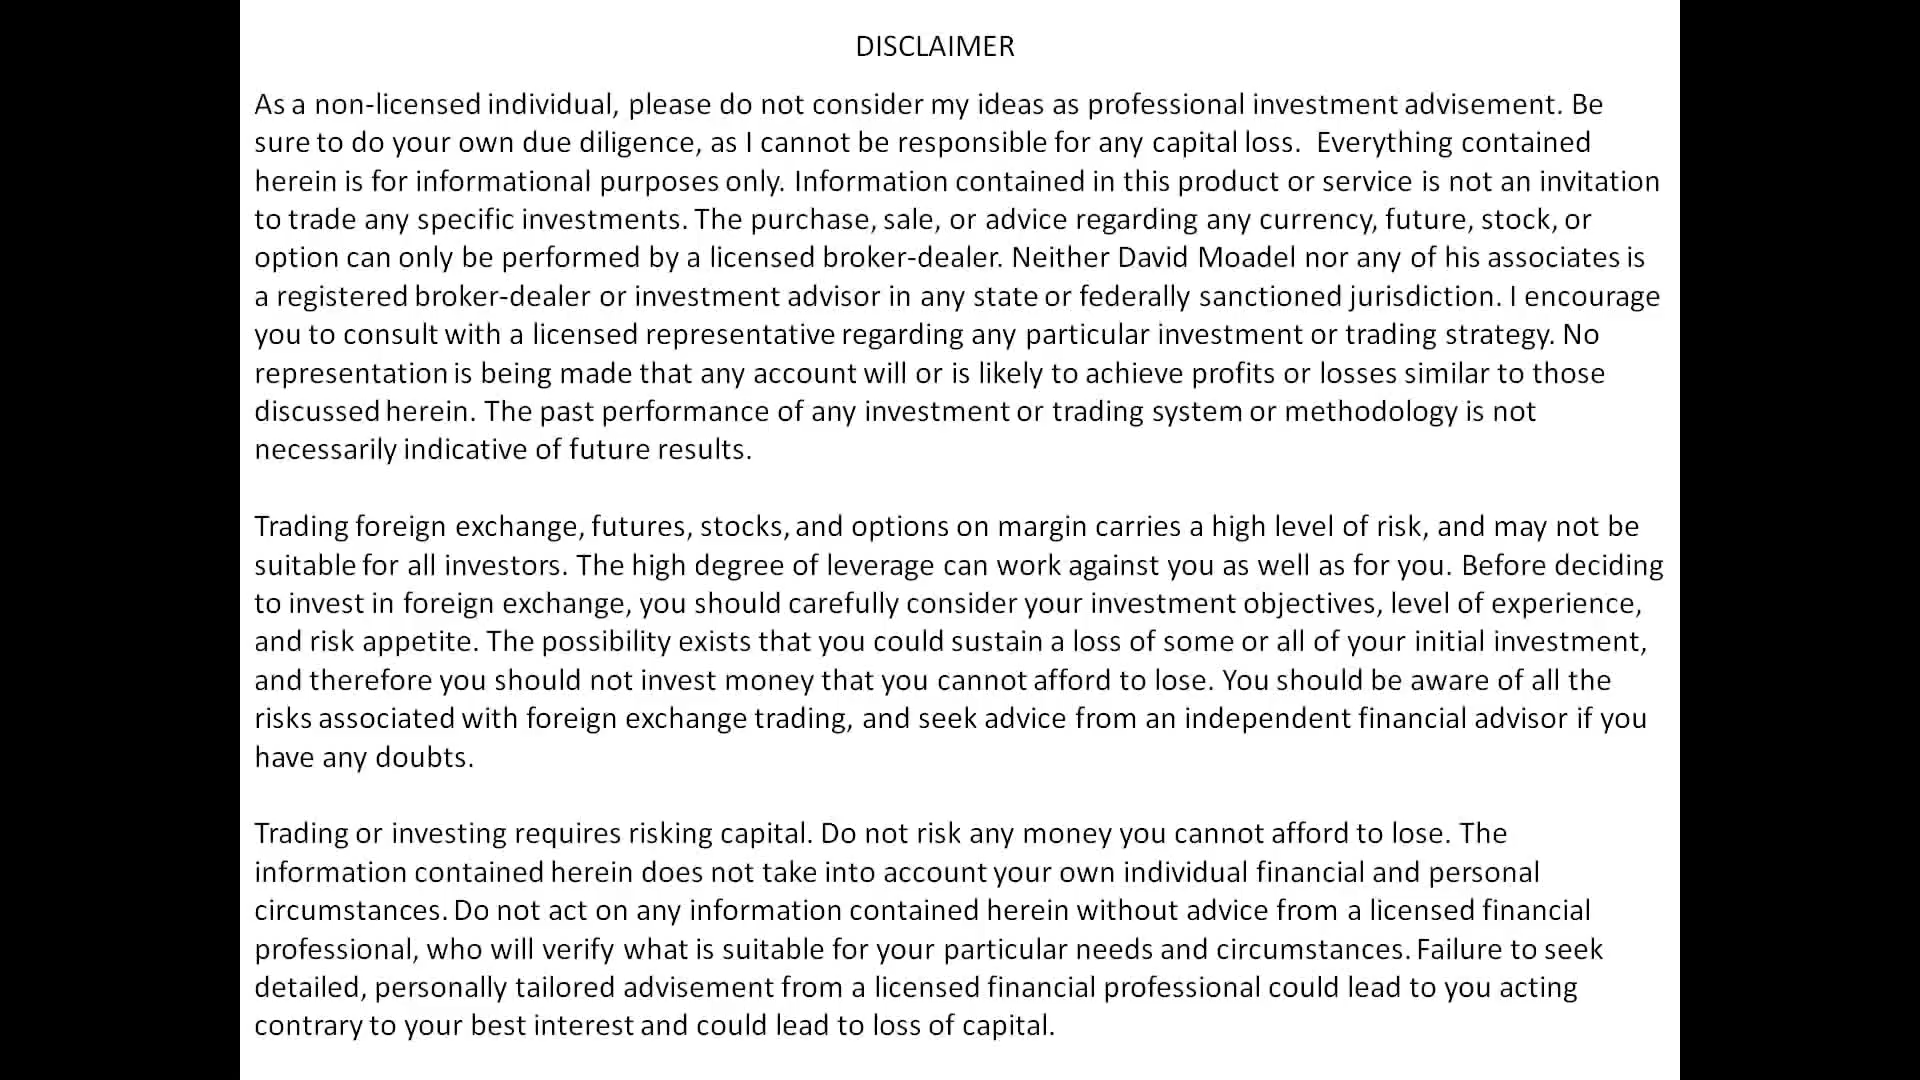 DISCLAIMER
As a non-licensed individual, please do not consider my ideas as professional investment advisement. Be
sure to do your own due diligence, as I cannot be responsible for any capital loss.  Everything contained
herein is for informational purposes only. Information contained in this product or service is not an invitation
to trade any specific investments. The purchase, sale, or advice regarding any currency, future, stock, or
option can only be performed by a licensed broker-dealer. Neither David Moadel nor any of his associates is
a registered broker-dealer or investment advisor in any state or federally sanctioned jurisdiction. I encourage
you to consult with a licensed representative regarding any particular investment or trading strategy. No
representation is being made that any account will or is likely to achieve profits or losses similar to those
discussed herein. The past performance of any investment or trading system or methodology is not
necessarily indicative of future results.
Trading foreign exchange, futures, stocks, and options on margin carries a high level of risk, and may not be
suitable for all investors. The high degree of leverage can work against you as well as for you. Before deciding
to invest in foreign exchange, you should carefully consider your investment objectives, level of experience,
and risk appetite. The possibility exists that you could sustain a loss of some or all of your initial investment,
and therefore you should not invest money that you cannot afford to lose. You should be aware of all the
risks associated with foreign exchange trading, and seek advice from an independent financial advisor if you
have any doubts.
Trading or investing requires risking capital. Do not risk any money you cannot afford to lose. The
information contained herein does not take into account your own individual financial and personal
circumstances. Do not act on any information contained herein without advice from a licensed financial
professional, who will verify what is suitable for your particular needs and circumstances. Failure to seek
detailed, personally tailored advisement from a licensed financial professional could lead to you acting
contrary to your best interest and could lead to loss of capital.